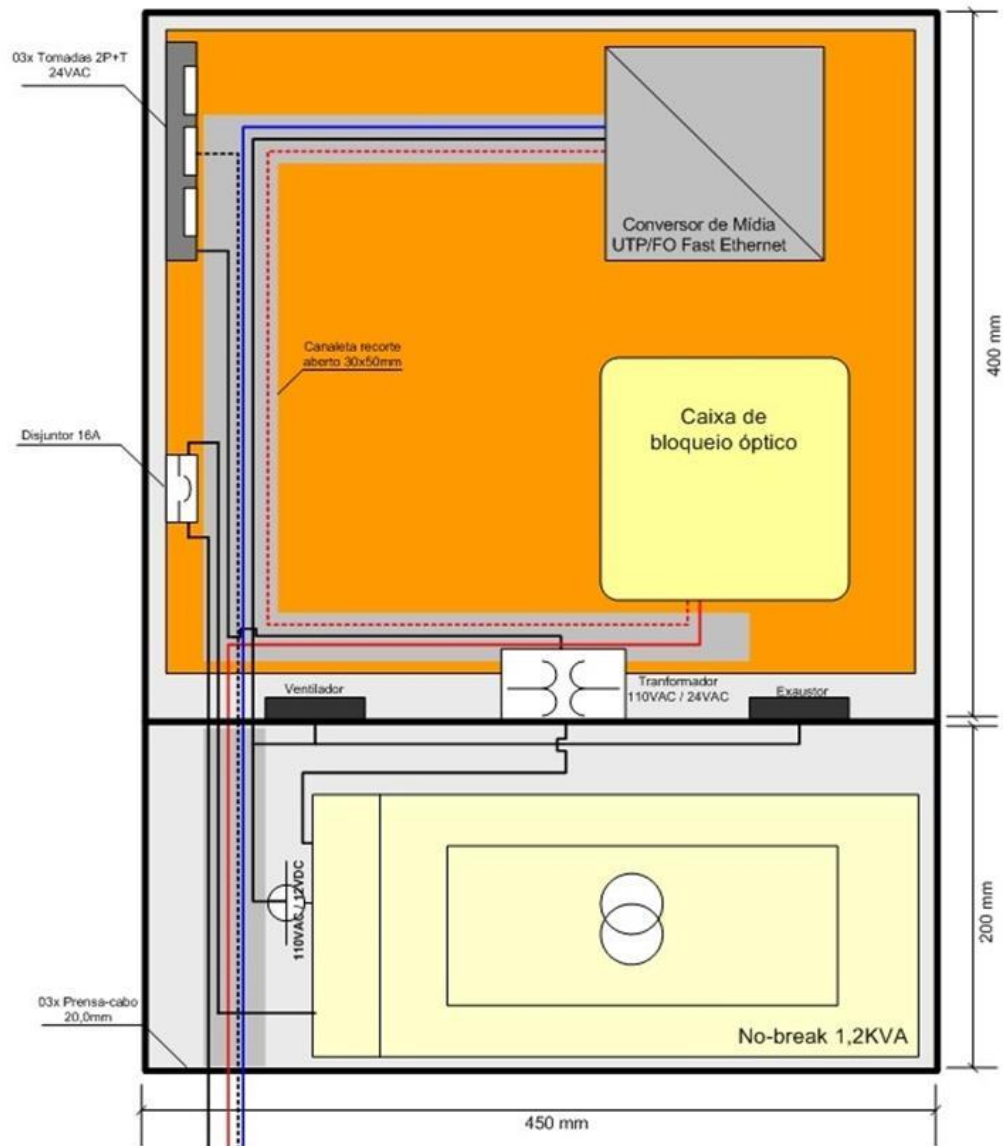 03x Tomadas 2P+T
24VAC
Conversor de Mídia
UTP/FO Fast Ethernet
Canaleta recorte
aberto 30x50mm
400 mm
Caixa de
bloqueio óptico
Disjuntor 16A
Ventilador
Tranformador
110VAC / 24VAC
Exaustor
110VAC / 12VDC
200 mm
03x Prensa-cabo
20,0mm
No-break 1,2KVA
450 mm